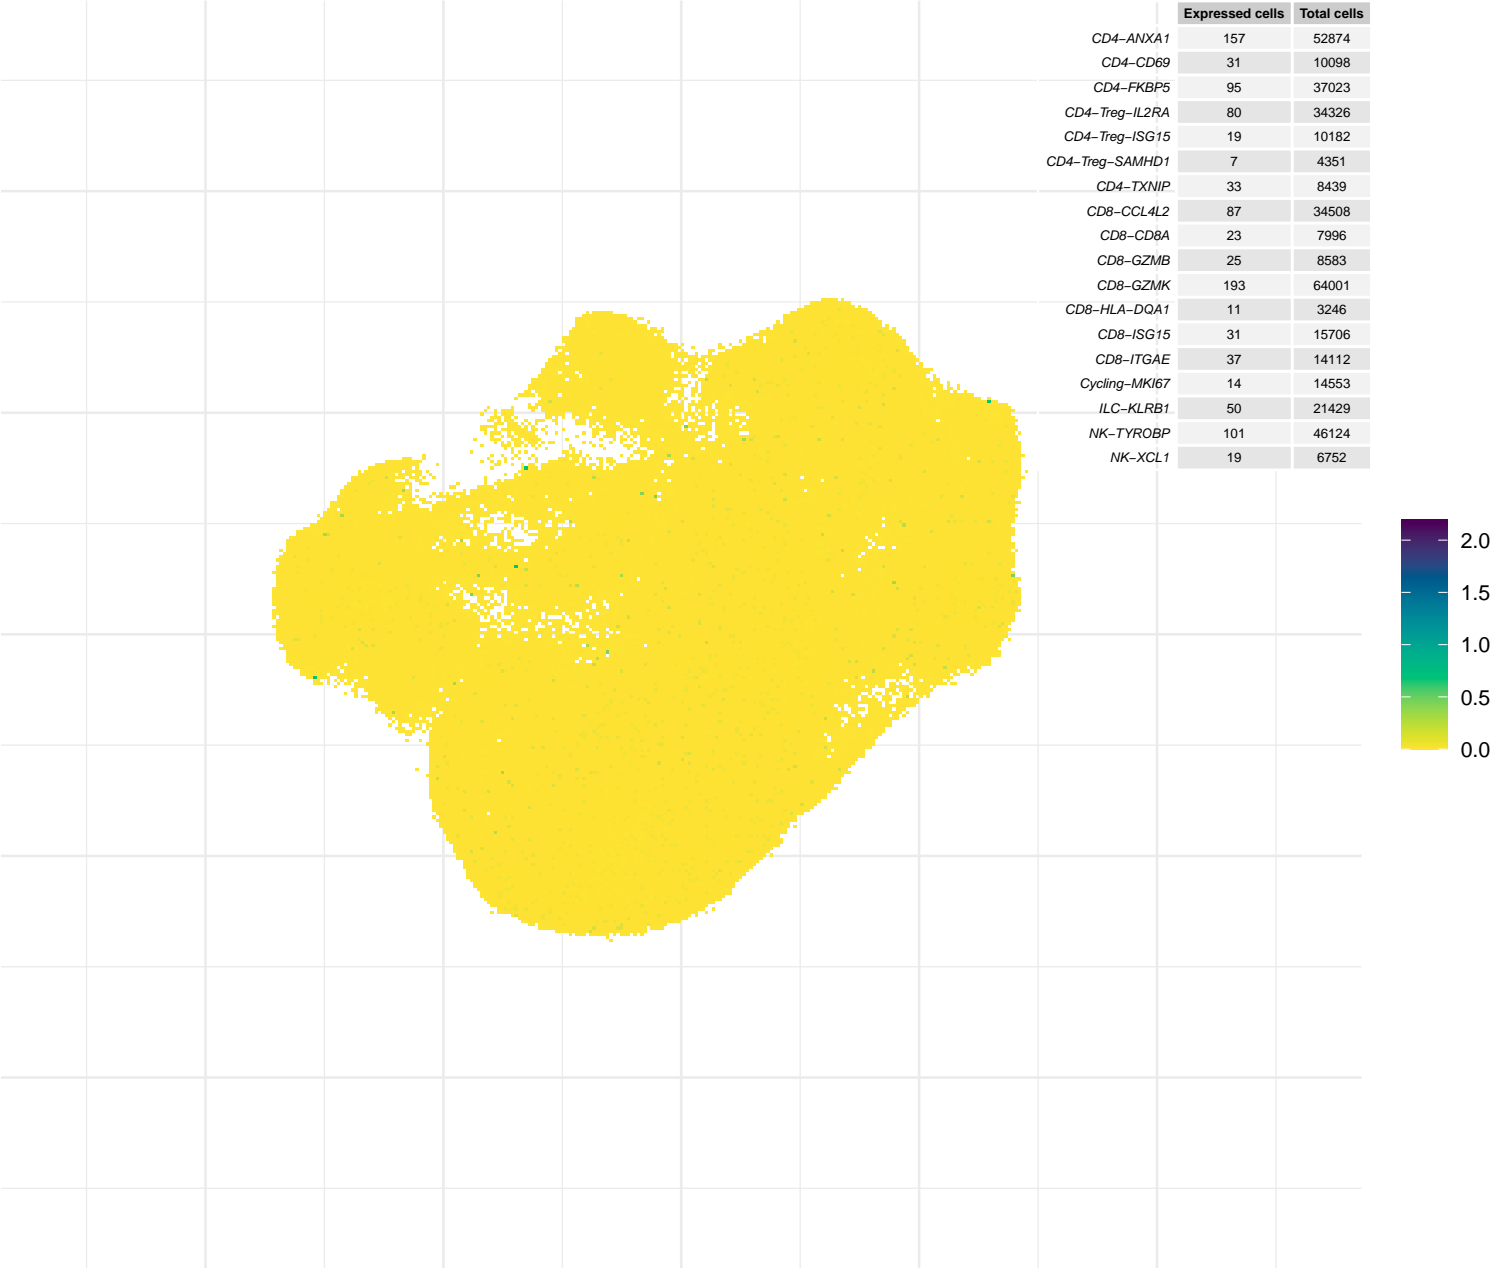 Expressed cells Total cells
CD4−ANXA1 157 52874
CD4−CD69 31 10098
CD4−FKBP5 95 37023
CD4−Treg−IL2RA 80 34326
CD4−Treg−ISG15 19 10182
CD4−Treg−SAMHD1 7 4351
CD4−TXNIP 33 8439
CD8−CCL4L2 87 34508
CD8−CD8A 23 7996
CD8−GZMB 25 8583
CD8−GZMK 193 64001
CD8−HLA−DQA1 11 3246
CD8−ISG15 31 15706
CD8−ITGAE 37 14112
Cycling−MKI67 14 14553
ILC−KLRB1 50 21429
NK−TYROBP 101 46124
NK−XCL1 19 6752
2.0
1.5
1.0
0.5
0.0